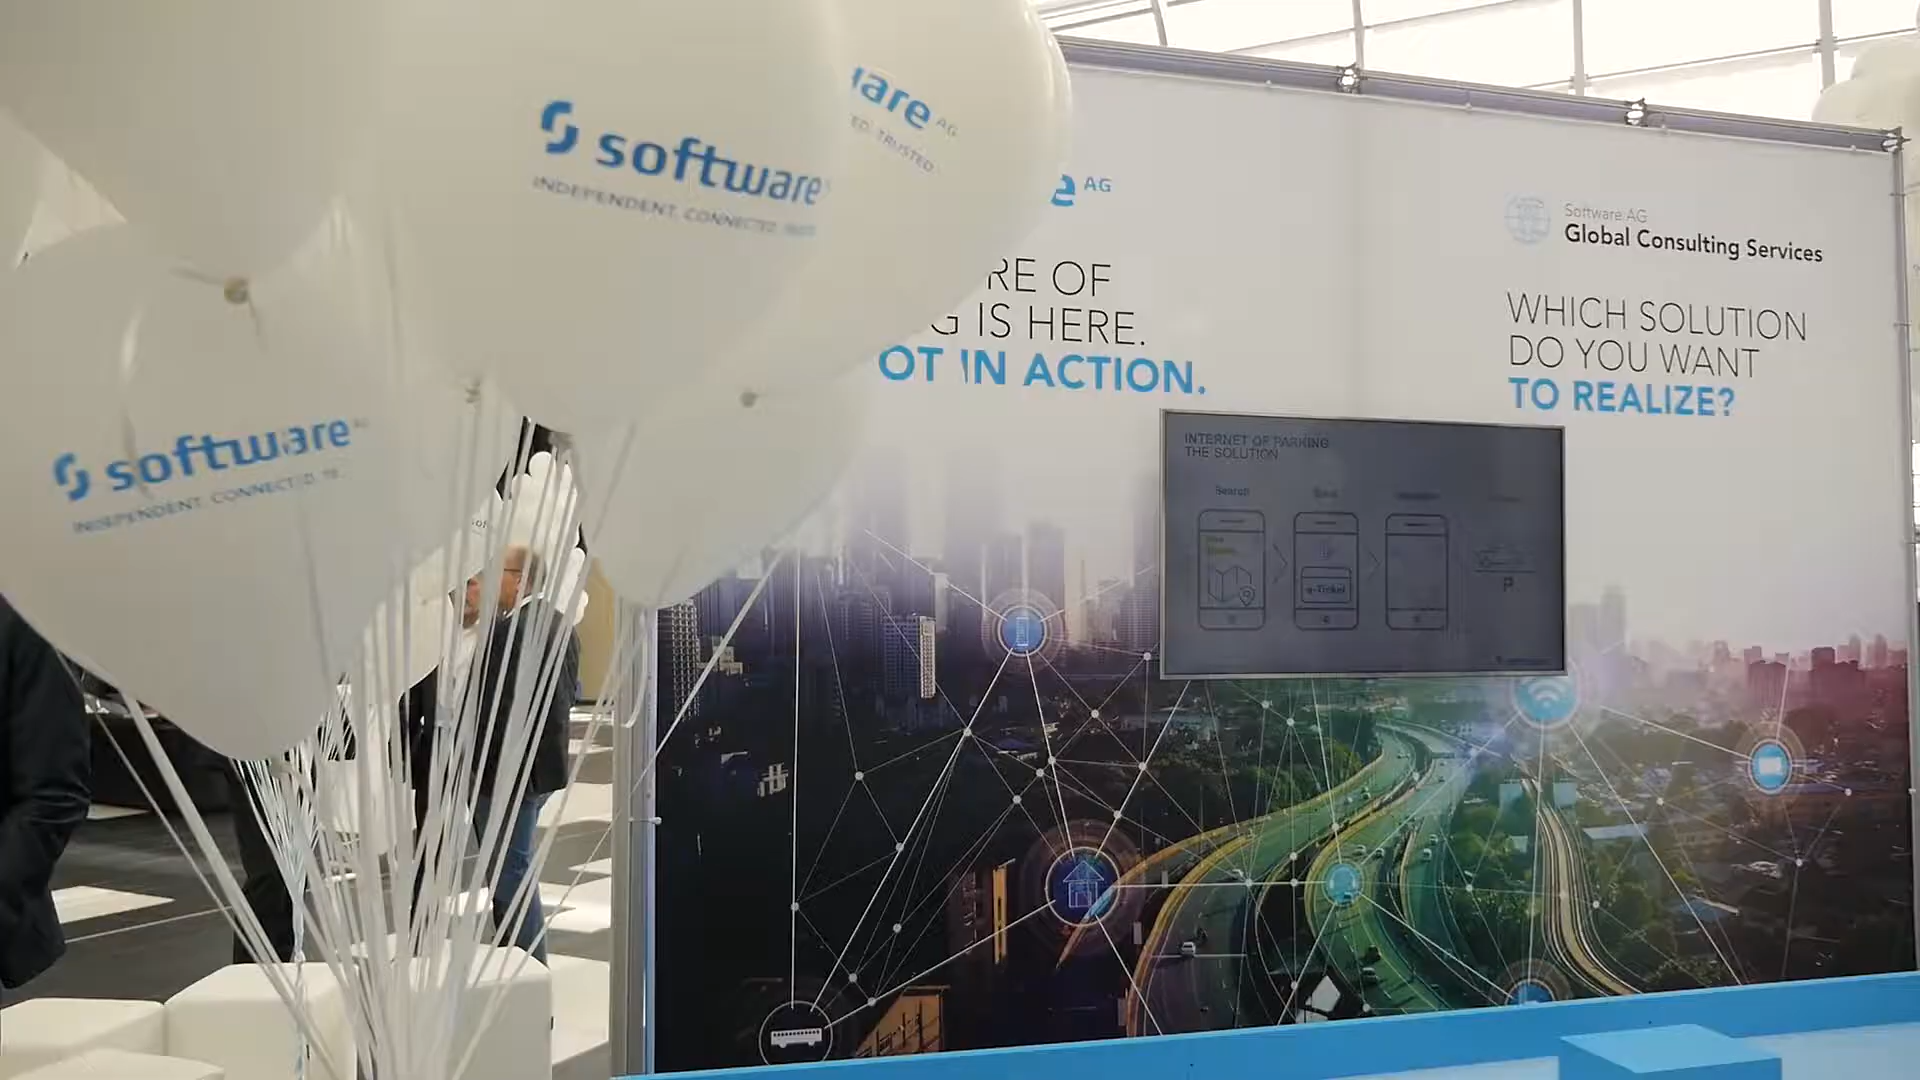 software
INDEPENDENT. CONNECTED.
are AG
ED. TRUSTED.
software
INDEPENDENT. CONNECTED.
e AG
RE OF
G IS HERE.
OT IN ACTION.
Software AG
Global Consulting Services
WHICH SOLUTION
DO YOU WANT
TO REALIZE?
INTERNET OF PARKING
THE SOLUTION
Search
e-Ticket
P